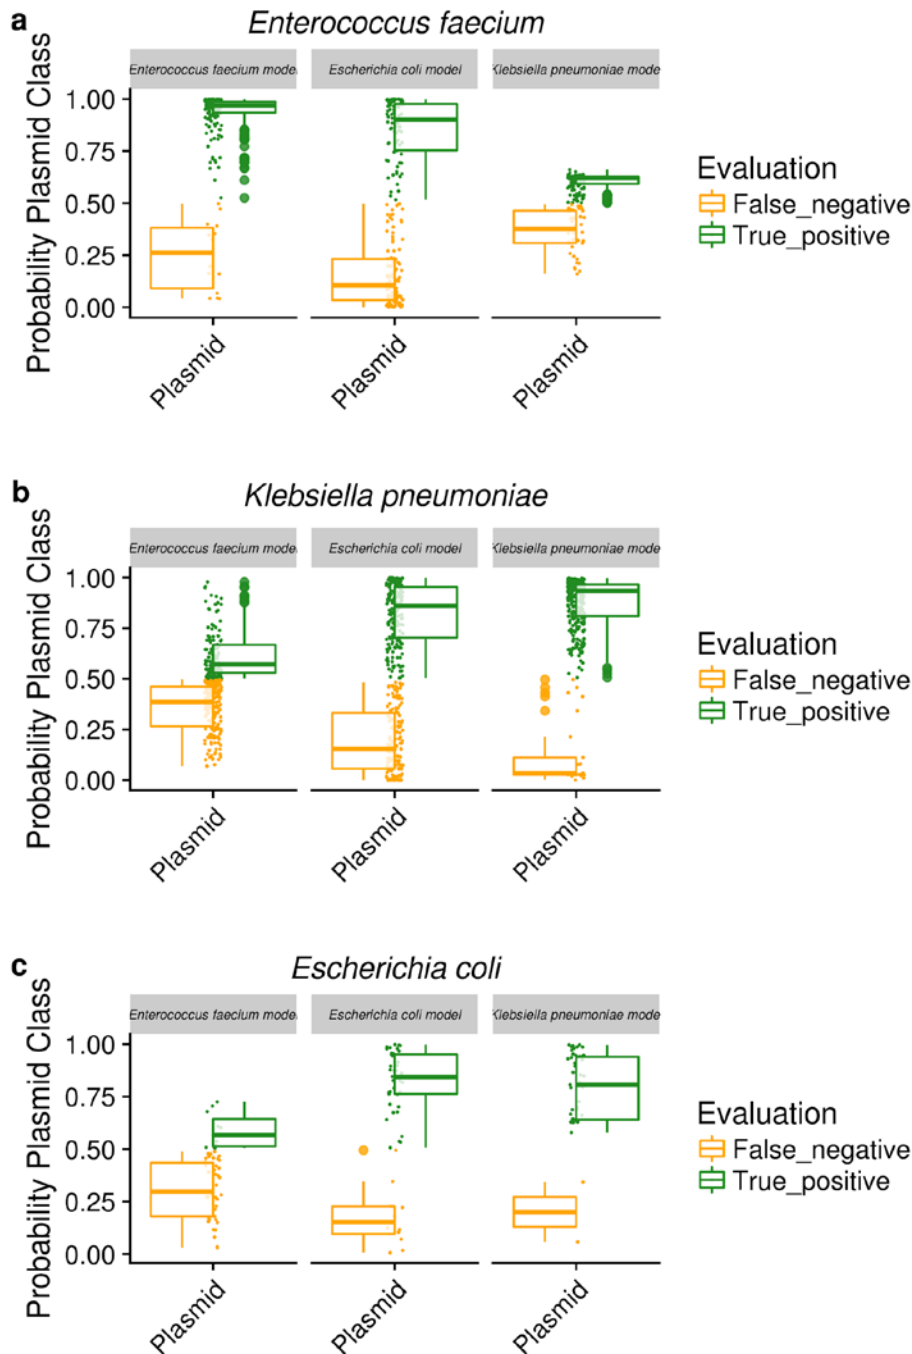 a
Enterococcus faecium
Enterococcus faecium model Escherichia coli model Klebsiella pneumoniae mode
Probability Plasmid Class
1.00
0.75
0.50
0.25
0.00
Plasmid Plasmid Plasmid
Evaluation
False_negative
True_positive
b
Klebsiella pneumoniae
Enterococcus faecium model Escherichia coli model Klebsiella pneumoniae mode
Probability Plasmid Class
1.00
0.75
0.50
0.25
0.00
Plasmid Plasmid Plasmid
Evaluation
False_negative
True_positive
c
Escherichia coli
Enterococcus faecium model Escherichia coli model Klebsiella pneumoniae mode
Probability Plasmid Class
1.00
0.75
0.50
0.25
0.00
Plasmid Plasmid Plasmid
Evaluation
False_negative
True_positive